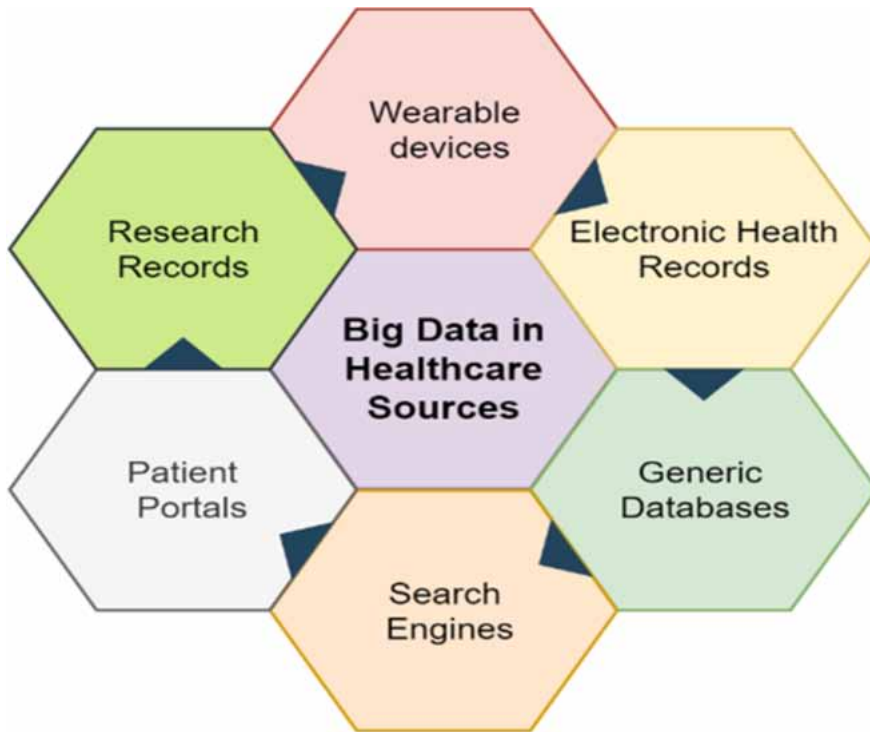 Wearable
devices
Research
Records
Electronic Health
Records
Big Data in
Healthcare
Sources
Patient
Portals
Generic
Databases
Search
Engines